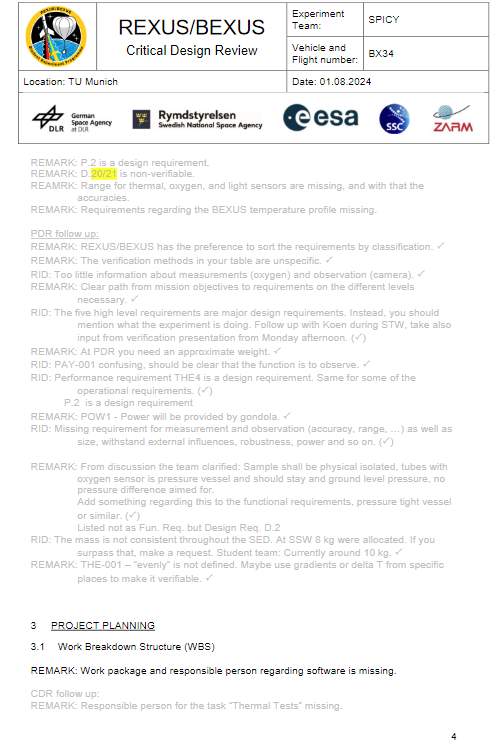 REXUS/BEXUS
Critical Design Review
Experiment Team:
SPICY
Vehicle and Flight number:
BX34
Location: TU Munich
Date: 01.08.2024
DLR
German Space Agency at DLR
Rymdstyrelsen
Swedish National Space Agency
esa
SSC
ZARM
REMARK: P.2 is a design requirement.
REMARK: D.20/21 is non-verifiable.
REAMRK: Range for thermal, oxygen, and light sensors are missing, and with that the
accuracies.
REMARK: Requirements regarding the BEXUS temperature profile missing.
PDR follow up:
REMARK: REXUS/BEXUS has the preference to sort the requirements by classification. ✓
REMARK: The verification methods in your table are unspecific. ✓
RID: Too little information about measurements (oxygen) and observation (camera). ✓
REMARK: Clear path from mission objectives to requirements on the different levels
necessary. ✓
RID: The five high level requirements are major design requirements. Instead, you should
mention what the experiment is doing. Follow up with Koen during STW, take also
input from verification presentation from Monday afternoon. (✓)
REMARK: At PDR you need an approximate weight. ✓
RID: PAY-001 confusing, should be clear that the function is to observe. ✓
RID: Performance requirement THE4 is a design requirement. Same for some of the
operational requirements. (✓)
P.2 is a design requirement
REMARK: POW1 - Power will be provided by gondola. ✓
RID: Missing requirement for measurement and observation (accuracy, range, …) as well as
size, withstand external influences, robustness, power and so on. (✓)
REMARK: From discussion the team clarified: Sample shall be physical isolated, tubes with
oxygen sensor is pressure vessel and should stay and ground level pressure, no
pressure difference aimed for.
Add something regarding this to the functional requirements, pressure tight vessel
or similar. (✓)
Listed not as Fun. Req. but Design Req. D.2
RID: The mass is not consistent throughout the SED. At SSW 8 kg were allocated. If you
surpass that, make a request. Student team: Currently around 10 kg. ✓
REMARK: THE-001 – "evenly" is not defined. Maybe use gradients or delta T from specific
places to make it verifiable. ✓
3 PROJECT PLANNING
3.1 Work Breakdown Structure (WBS)
REMARK: Work package and responsible person regarding software is missing.
CDR follow up:
REMARK: Responsible person for the task "Thermal Tests" missing.
4